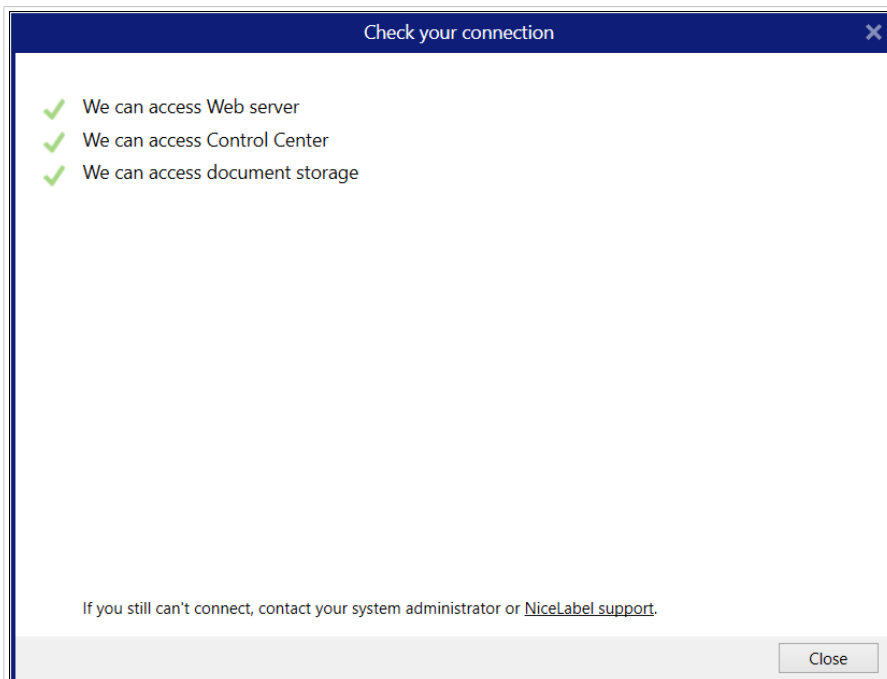 Check your connection
We can access Web server
We can access Control Center
We can access document storage
If you still can't connect, contact your system administrator or NiceLabel support.
Close